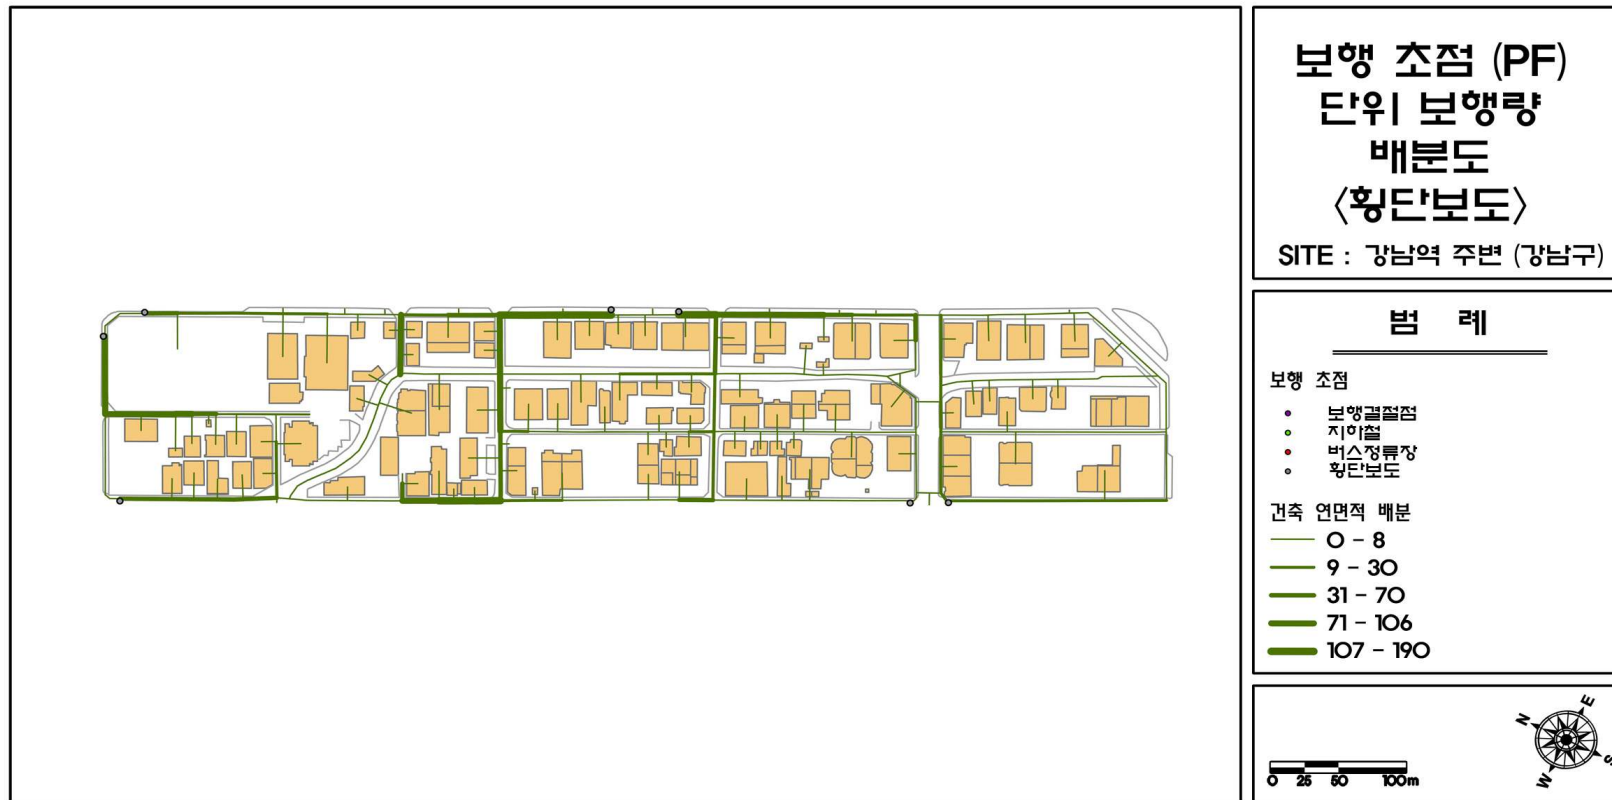 보행 초점 (PF)
단위 보행량
배분도
<횡단보도>
SITE : 강남역 주변 (강남구)
범 례
보행 초점
보행결절점
지하철
버스정류장
횡단보도
건축 연면적 배분
0 - 8
9 - 30
31 - 70
71 - 106
107 - 190
N E
W S
0 25 50 100m